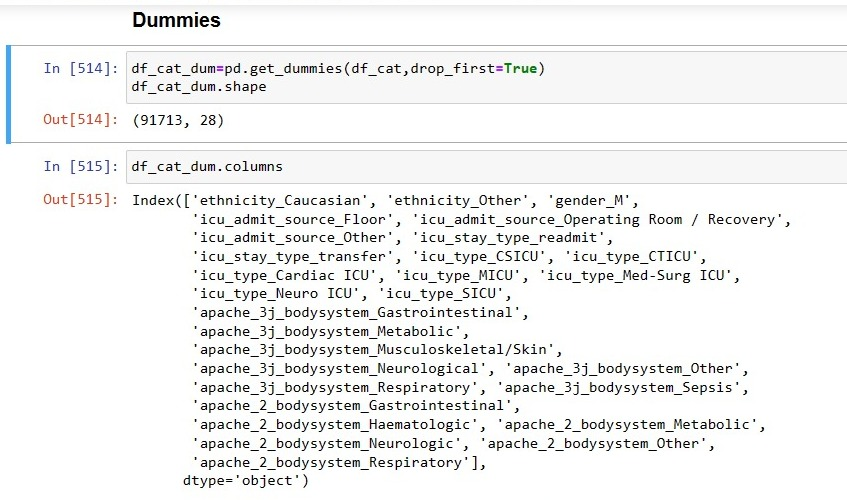 Dummies
In [514]: df_cat_dum=pd.get_dummies(df_cat,drop_first=True)
df_cat_dum.shape
Out[514]: (91713, 28)
In [515]: df_cat_dum.columns
Out[515]: Index(['ethnicity_Caucasian', 'ethnicity_Other', 'gender_M',
'icu_admit_source_Floor', 'icu_admit_source_Operating Room / Recovery',
'icu_admit_source_Other', 'icu_stay_type_readmit',
'icu_stay_type_transfer', 'icu_type_CSICU', 'icu_type_CTICU',
'icu_type_Cardiac ICU', 'icu_type_MICU', 'icu_type_Med-Surg ICU',
'icu_type_Neuro ICU', 'icu_type_SICU',
'apache_3j_bodysystem_Gastrointestinal',
'apache_3j_bodysystem_Metabolic',
'apache_3j_bodysystem_Musculoskeletal/Skin',
'apache_3j_bodysystem_Neurological', 'apache_3j_bodysystem_Other',
'apache_3j_bodysystem_Respiratory', 'apache_3j_bodysystem_Sepsis',
'apache_2_bodysystem_Gastrointestinal',
'apache_2_bodysystem_Haematologic', 'apache_2_bodysystem_Metabolic',
'apache_2_bodysystem_Neurologic', 'apache_2_bodysystem_Other',
'apache_2_bodysystem_Respiratory'],
dtype='object')